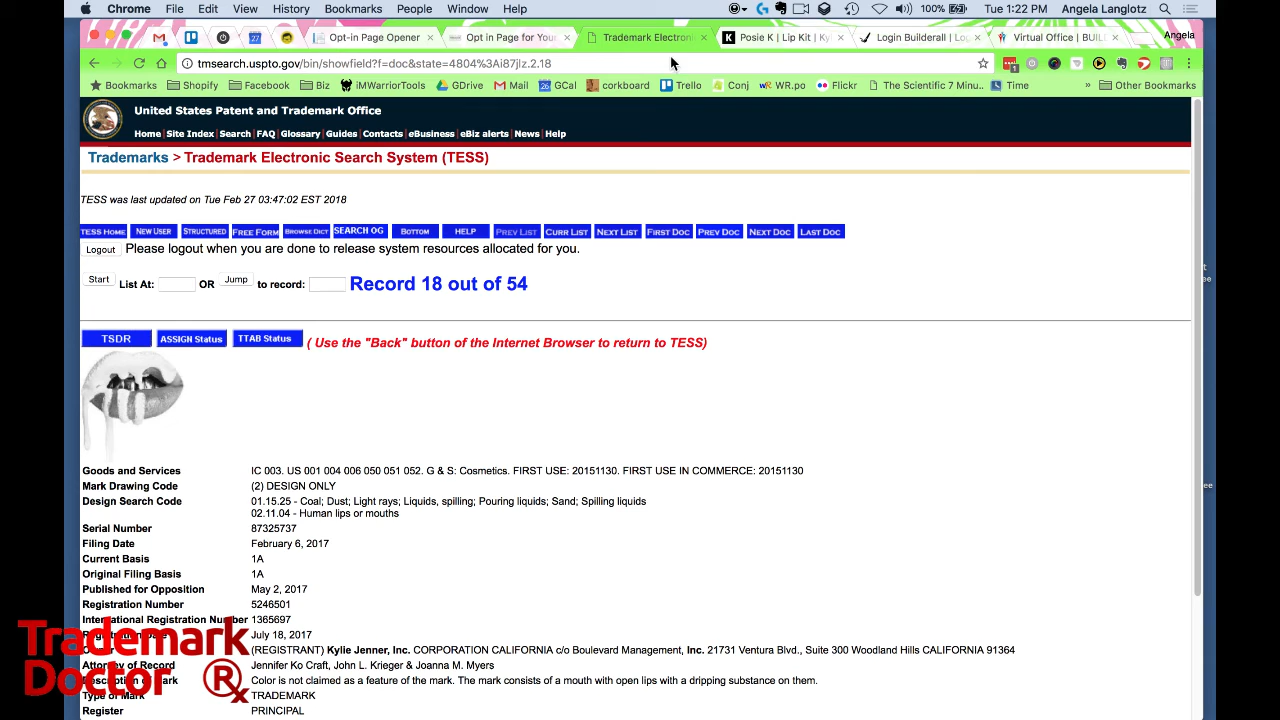 Chrome File Edit View History Bookmarks People Window Help 100% Tue 1:22 PM Angela Langlotz
Opt-in Page Opener Opt in Page for Your Trademark Electroni Posie K | Lip Kit | Kyl Login Builderall | Log Virtual Office | BUIL Angela
tmsearch.uspto.gov/bin/showfield?f=doc&state=4804%3Ai87jlz.2.18
Bookmarks Shopify Facebook Biz iMWarriorTools GDrive Mail GCal corkboard Trello Conj WR.po Flickr The Scientific 7 Minu.. Time » Other Bookmarks
United States Patent and Trademark Office
Home | Site Index | Search | FAQ | Glossary | Guides | Contacts | eBusiness | eBiz alerts | News | Help
Trademarks > Trademark Electronic Search System (TESS)
TESS was last updated on Tue Feb 27 03:47:02 EST 2018
TESS HOME NEW USER STRUCTURED FREE FORM BROWSE DICT SEARCH OG BOTTOM HELP PREV LIST CURR LIST NEXT LIST FIRST DOC PREV DOC NEXT DOC LAST DOC
Logout Please logout when you are done to release system resources allocated for you.
Start List At: OR Jump to record: Record 18 out of 54
TSDR ASSIGN Status TTAB Status ( Use the "Back" button of the Internet Browser to return to TESS)
Goods and Services IC 003. US 001 004 006 050 051 052. G & S: Cosmetics. FIRST USE: 20151130. FIRST USE IN COMMERCE: 20151130
Mark Drawing Code (2) DESIGN ONLY
Design Search Code 01.15.25 - Coal; Dust; Light rays; Liquids, spilling; Pouring liquids; Sand; Spilling liquids
02.11.04 - Human lips or mouths
Serial Number 87325737
Filing Date February 6, 2017
Current Basis 1A
Original Filing Basis 1A
Published for Opposition May 2, 2017
Registration Number 5246501
International Registration Number 1365697
July 18, 2017
(REGISTRANT) Kylie Jenner, Inc. CORPORATION CALIFORNIA c/o Boulevard Management, Inc. 21731 Ventura Blvd., Suite 300 Woodland Hills CALIFORNIA 91364
Attorney of Record Jennifer Ko Craft, John L. Krieger & Joanna M. Myers
Color is not claimed as a feature of the mark. The mark consists of a mouth with open lips with a dripping substance on them.
Type of Mark TRADEMARK
Register PRINCIPAL
Trademark
Doctor Rx